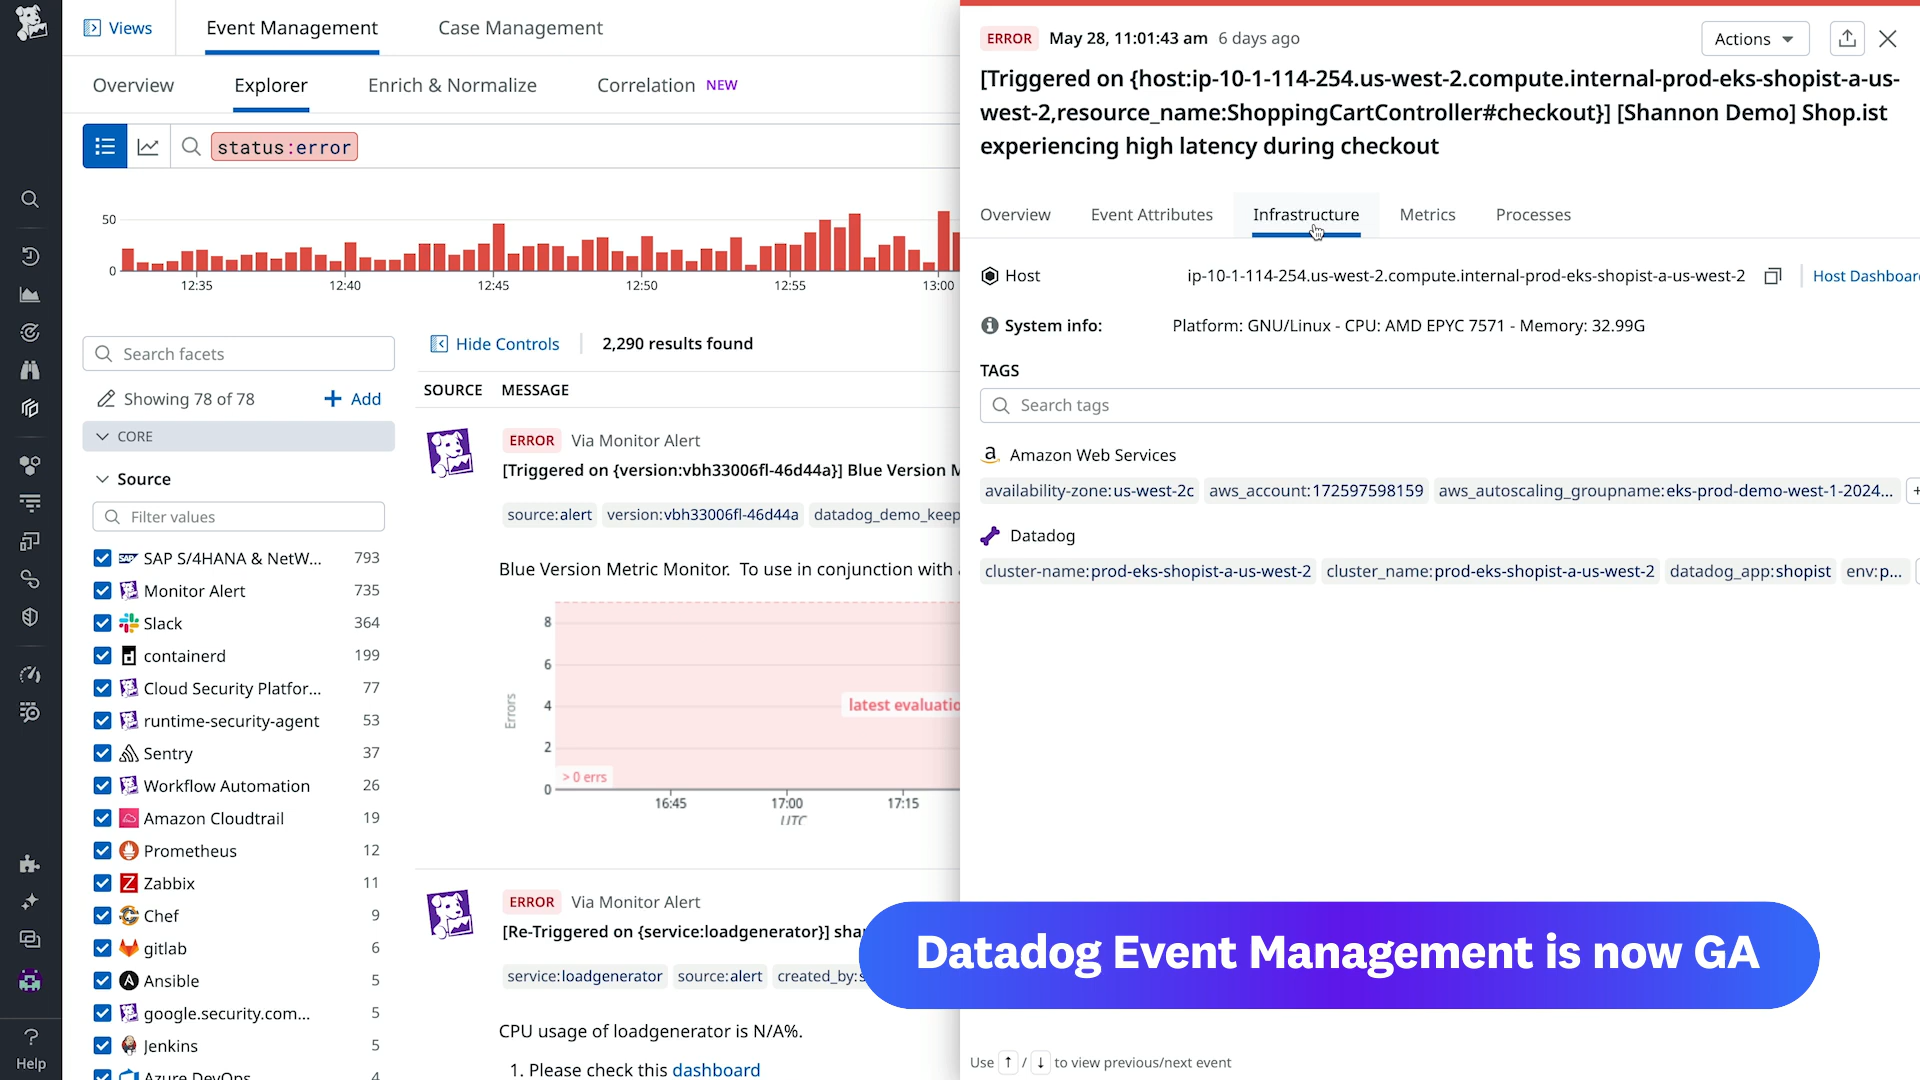 Views
Event Management
Case Management
Overview
Explorer
Enrich & Normalize
Correlation NEW
status:error
50
0
12:35
12:40
12:45
12:50
12:55
13:00
Search facets
Showing 78 of 78
Add
CORE
Source
Filter values
SAP S/4HANA & NetW... 793
Monitor Alert 735
Slack 364
containerd 199
Cloud Security Platfor... 77
runtime-security-agent 53
Sentry 37
Workflow Automation 26
Amazon Cloudtrail 19
Prometheus 12
Zabbix 11
Chef 9
gitlab 6
Ansible 5
google.security.com... 5
Jenkins 5
Azure DevOps 4
Help
Hide Controls
2,290 results found
SOURCE MESSAGE
ERROR Via Monitor Alert
[Triggered on {version:vbh33006fl-46d44a}] Blue Version M
source:alert version:vbh33006fl-46d44a datadog_demo_keep
Blue Version Metric Monitor. To use in conjunction with
Errors
8
6
4
2
0
latest evaluatio
> 0 errs
16:45
17:00
17:15
UTC
ERROR Via Monitor Alert
[Re-Triggered on {service:loadgenerator}] shar
service:loadgenerator source:alert created_by:s
CPU usage of loadgenerator is N/A%.
1. Please check this dashboard
ERROR May 28, 11:01:43 am 6 days ago
Actions
[Triggered on {host:ip-10-1-114-254.us-west-2.compute.internal-prod-eks-shopist-a-us-
west-2,resource_name:ShoppingCartController#checkout}] [Shannon Demo] Shop.ist
experiencing high latency during checkout
Overview
Event Attributes
Infrastructure
Metrics
Processes
Host ip-10-1-114-254.us-west-2.compute.internal-prod-eks-shopist-a-us-west-2 Host Dashboar
System info: Platform: GNU/Linux - CPU: AMD EPYC 7571 - Memory: 32.99G
TAGS
Search tags
Amazon Web Services
availability-zone:us-west-2c aws_account:172597598159 aws_autoscaling_groupname:eks-prod-demo-west-1-2024... +
Datadog
cluster-name:prod-eks-shopist-a-us-west-2 cluster_name:prod-eks-shopist-a-us-west-2 datadog_app:shopist env:p...
Datadog Event Management is now GA
Use ↑ / ↓ to view previous/next event